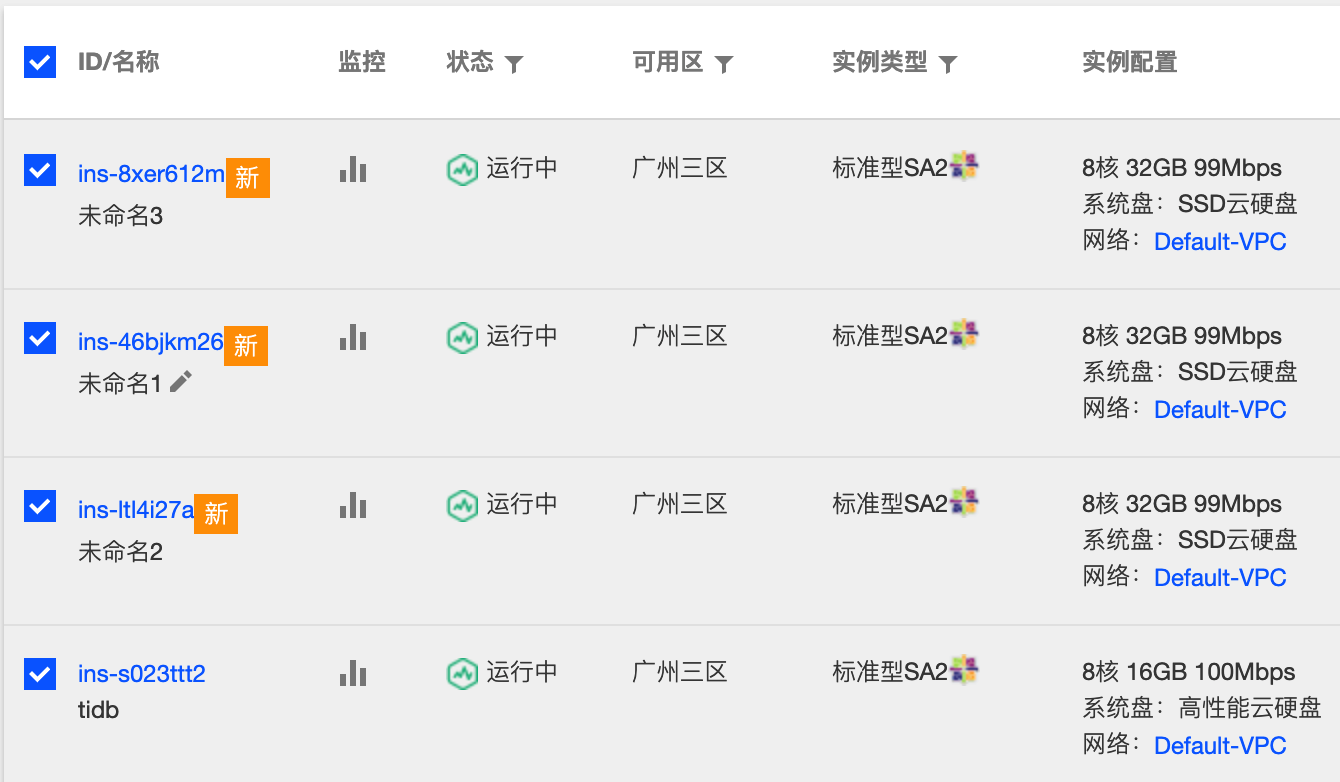 ID/名称 监控 状态 可用区 实例类型 实例配置
ins-8xer612m 新 运行中 广州三区 标准型SA2 8核 32GB 99Mbps
未命名3 系统盘：SSD云硬盘
网络：Default-VPC
ins-46bjkm26 新 运行中 广州三区 标准型SA2 8核 32GB 99Mbps
未命名1 系统盘：SSD云硬盘
网络：Default-VPC
ins-ltl4i27a 新 运行中 广州三区 标准型SA2 8核 32GB 99Mbps
未命名2 系统盘：SSD云硬盘
网络：Default-VPC
ins-s023ttt2 运行中 广州三区 标准型SA2 8核 16GB 100Mbps
tidb 系统盘：高性能云硬盘
网络：Default-VPC